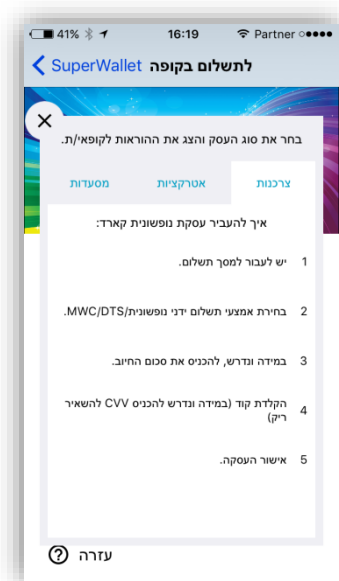 41% 16:19 Partner
SuperWallet לתשלום בקופה
בחר את סוג העסק והצג את ההוראות לקופאי/ת.
צרכנות אטרקציות מסעדות
איך להעביר עסקת נופשונית קארד:
1 יש לעבור למסך תשלום.
2 בחירת אמצעי תשלום ידני נופשונית/MWC/DTS.
3 במידה ונדרש, להכניס את סכום החיוב.
4 הקלדת קוד (במידה ונדרש להכניס CVV להשאיר
ריק)
5 אישור העסקה.
עזרה ?